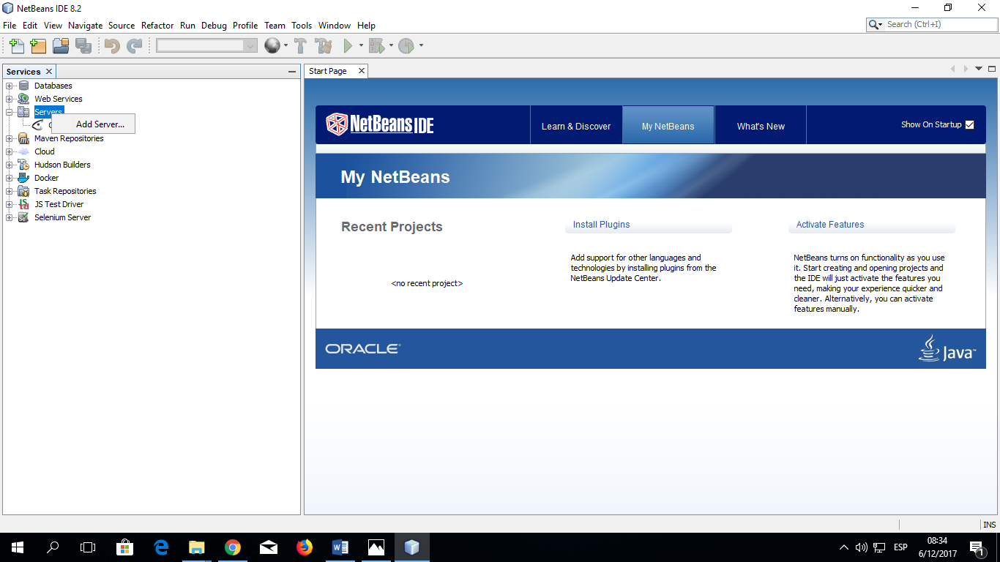 NetBeans IDE 8.2
File Edit View Navigate Source Refactor Run Debug Profile Team Tools Window Help
Search (Ctrl+I)
Services
Databases
Web Services
Servers
Add Server...
Maven Repositories
Cloud
Hudson Builders
Docker
Task Repositories
JS Test Driver
Selenium Server
Start Page
NetBeans IDE
Learn & Discover
My NetBeans
What's New
Show On Startup
My NetBeans
Recent Projects
<no recent project>
Install Plugins
Add support for other languages and
technologies by installing plugins from the
NetBeans Update Center.
Activate Features
NetBeans turns on functionality as you use
it. Start creating and opening projects and
the IDE will just activate the features you
need, making your experience quicker and
cleaner. Alternatively, you can activate
features manually.
ORACLE
Java
INS
ESP
08:34
6/12/2017
1